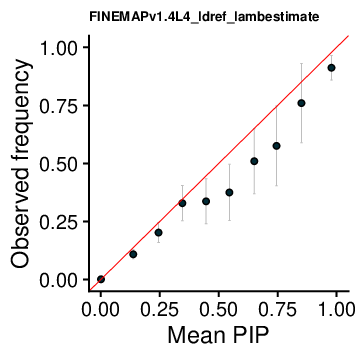 FINEMAPv1.4L4_ldref_lambestimate
1.00
0.75
0.50
0.25
0.00
Observed frequency
0.00 0.25 0.50 0.75 1.00
Mean PIP